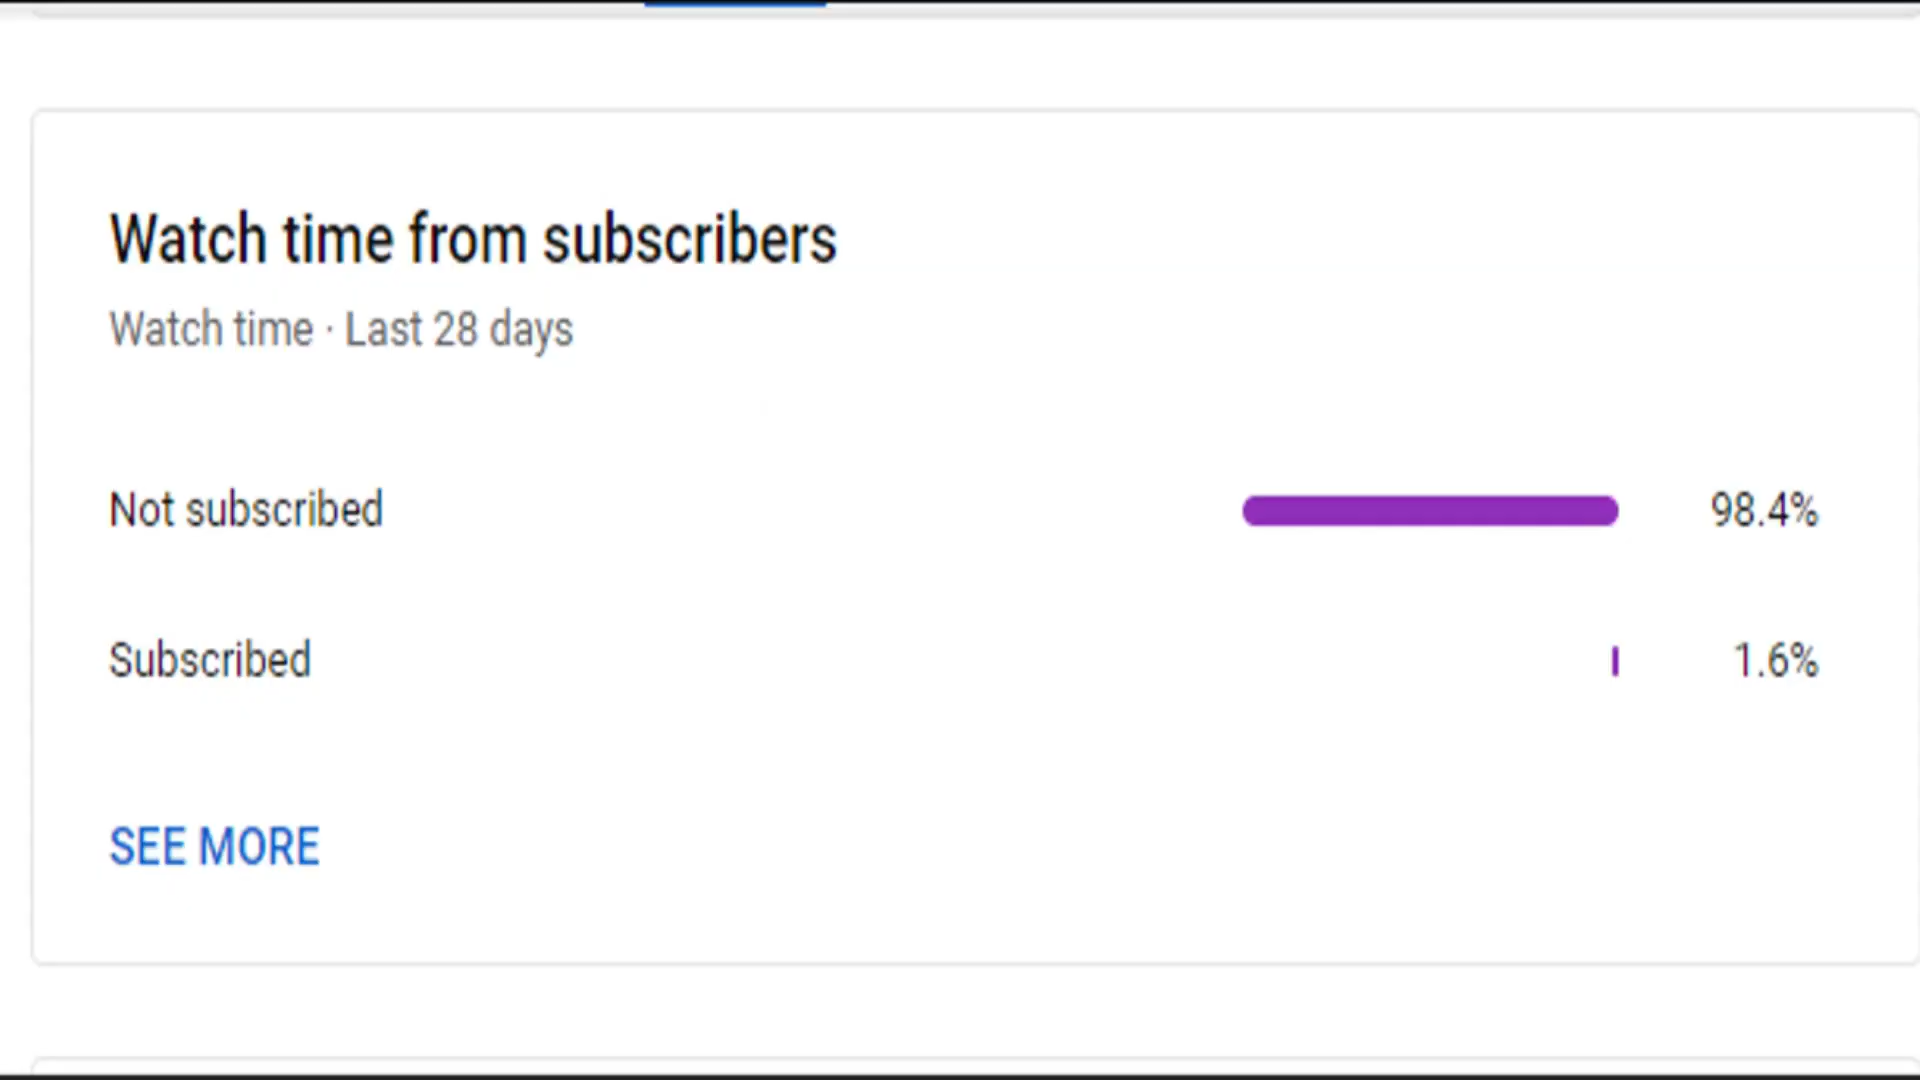 Watch time from subscribers
Watch time · Last 28 days
Not subscribed 98.4%
Subscribed 1.6%
SEE MORE